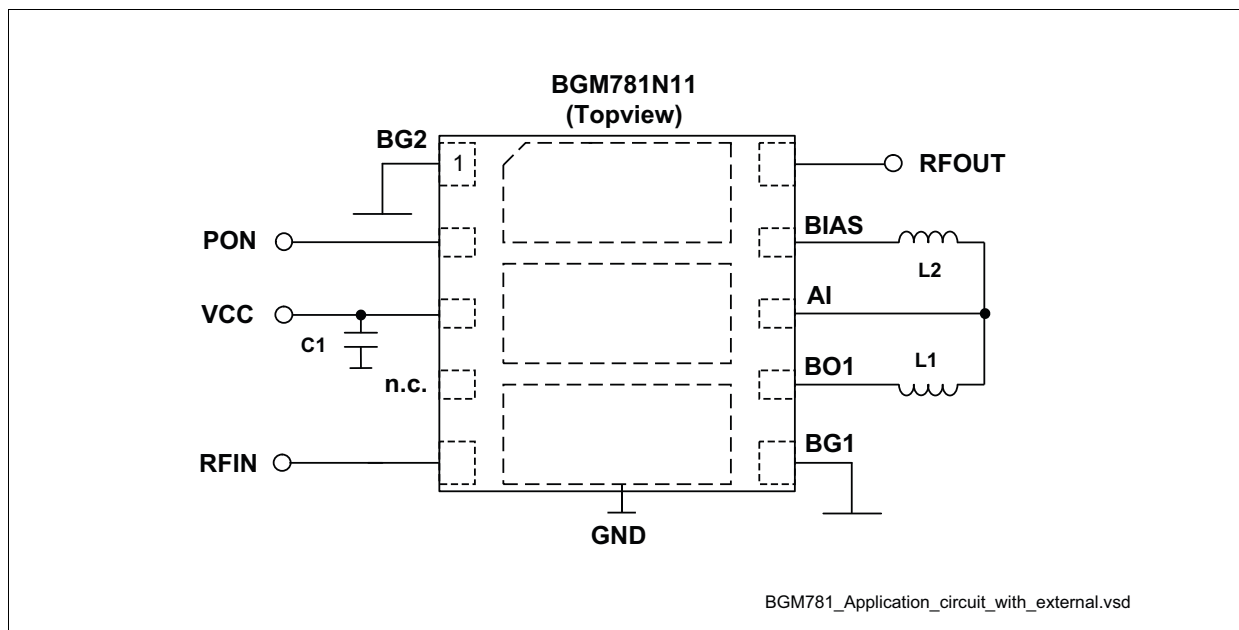 BGM781N11
(Topview)
BG2
1
RFOUT
PON
BIAS
L2
VCC
C1
AI
n.c.
BO1
L1
RFIN
BG1
GND
BGM781_Application_circuit_with_external.vsd